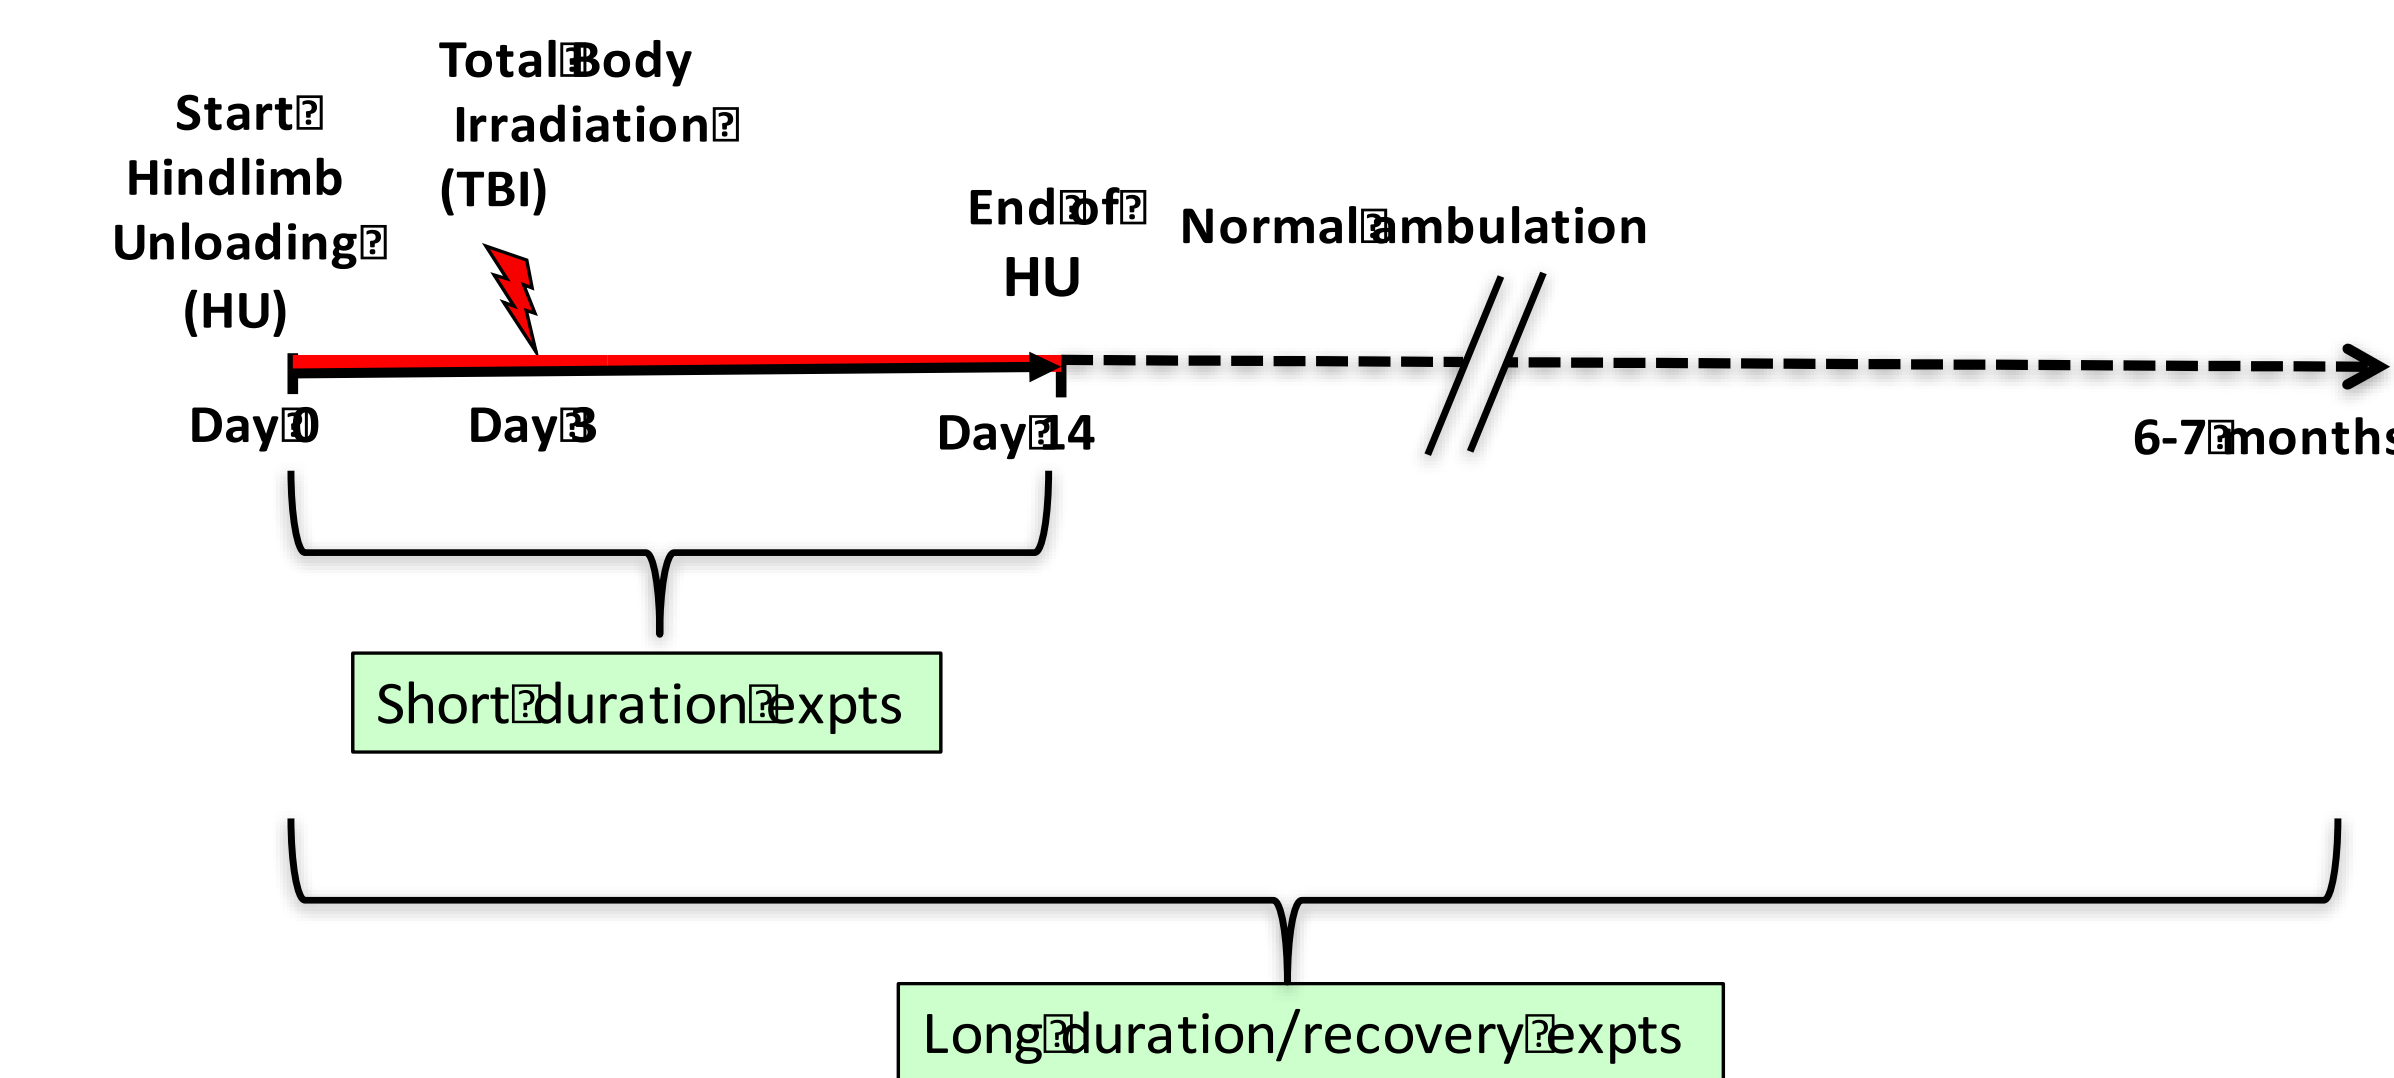 Total Body
Irradiation
(TBI)
Start
Hindlimb
Unloading
(HU)
End of
HU
Normal ambulation
Day 0
Day 3
Day 14
6-7 months
Short duration expts
Long duration/recovery expts